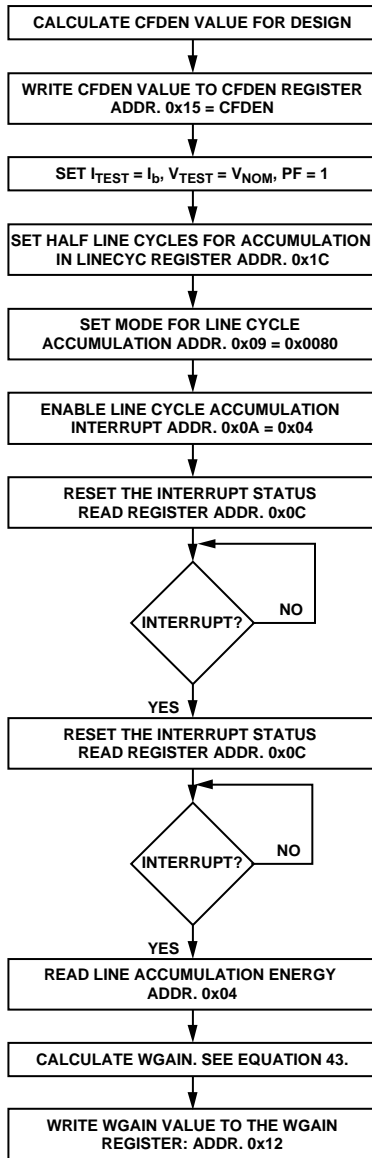 CALCULATE CFDEN VALUE FOR DESIGN
WRITE CFDEN VALUE TO CFDEN REGISTER
ADDR. 0x15 = CFDEN
SET I_TEST = I_b, V_TEST = V_NOM, PF = 1
SET HALF LINE CYCLES FOR ACCUMULATION
IN LINECYC REGISTER ADDR. 0x1C
SET MODE FOR LINE CYCLE
ACCUMULATION ADDR. 0x09 = 0x0080
ENABLE LINE CYCLE ACCUMULATION
INTERRUPT ADDR. 0x0A = 0x04
RESET THE INTERRUPT STATUS
READ REGISTER ADDR. 0x0C
INTERRUPT?
NO
YES
RESET THE INTERRUPT STATUS
READ REGISTER ADDR. 0x0C
INTERRUPT?
NO
YES
READ LINE ACCUMULATION ENERGY
ADDR. 0x04
CALCULATE WGAIN. SEE EQUATION 43.
WRITE WGAIN VALUE TO THE WGAIN
REGISTER: ADDR. 0x12